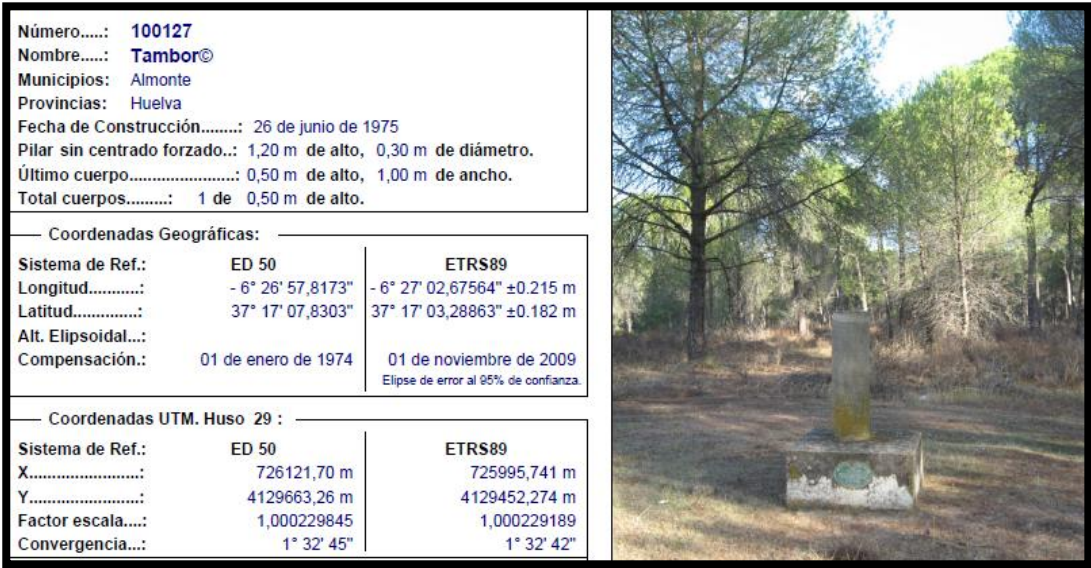 Número.....: 100127
Nombre.....: Tambor©
Municipios: Almonte
Provincias: Huelva
Fecha de Construcción........: 26 de junio de 1975
Pilar sin centrado forzado..: 1,20 m de alto, 0,30 m de diámetro.
Último cuerpo.......................: 0,50 m de alto, 1,00 m de ancho.
Total cuerpos.........: 1 de 0,50 m de alto.
Coordenadas Geográficas:
Sistema de Ref.: ED 50 ETRS89
Longitud...........: - 6° 26' 57,8173" - 6° 27' 02,67564" ±0.215 m
Latitud..............: 37° 17' 07,8303" 37° 17' 03,28863" ±0.182 m
Alt. Elipsoidal...:
Compensación.: 01 de enero de 1974 01 de noviembre de 2009
Elipse de error al 95% de confianza.
Coordenadas UTM. Huso 29 :
Sistema de Ref.: ED 50 ETRS89
X.........................: 726121,70 m 725995,741 m
Y.........................: 4129663,26 m 4129452,274 m
Factor escala....: 1,000229845 1,000229189
Convergencia...: 1° 32' 45" 1° 32' 42"